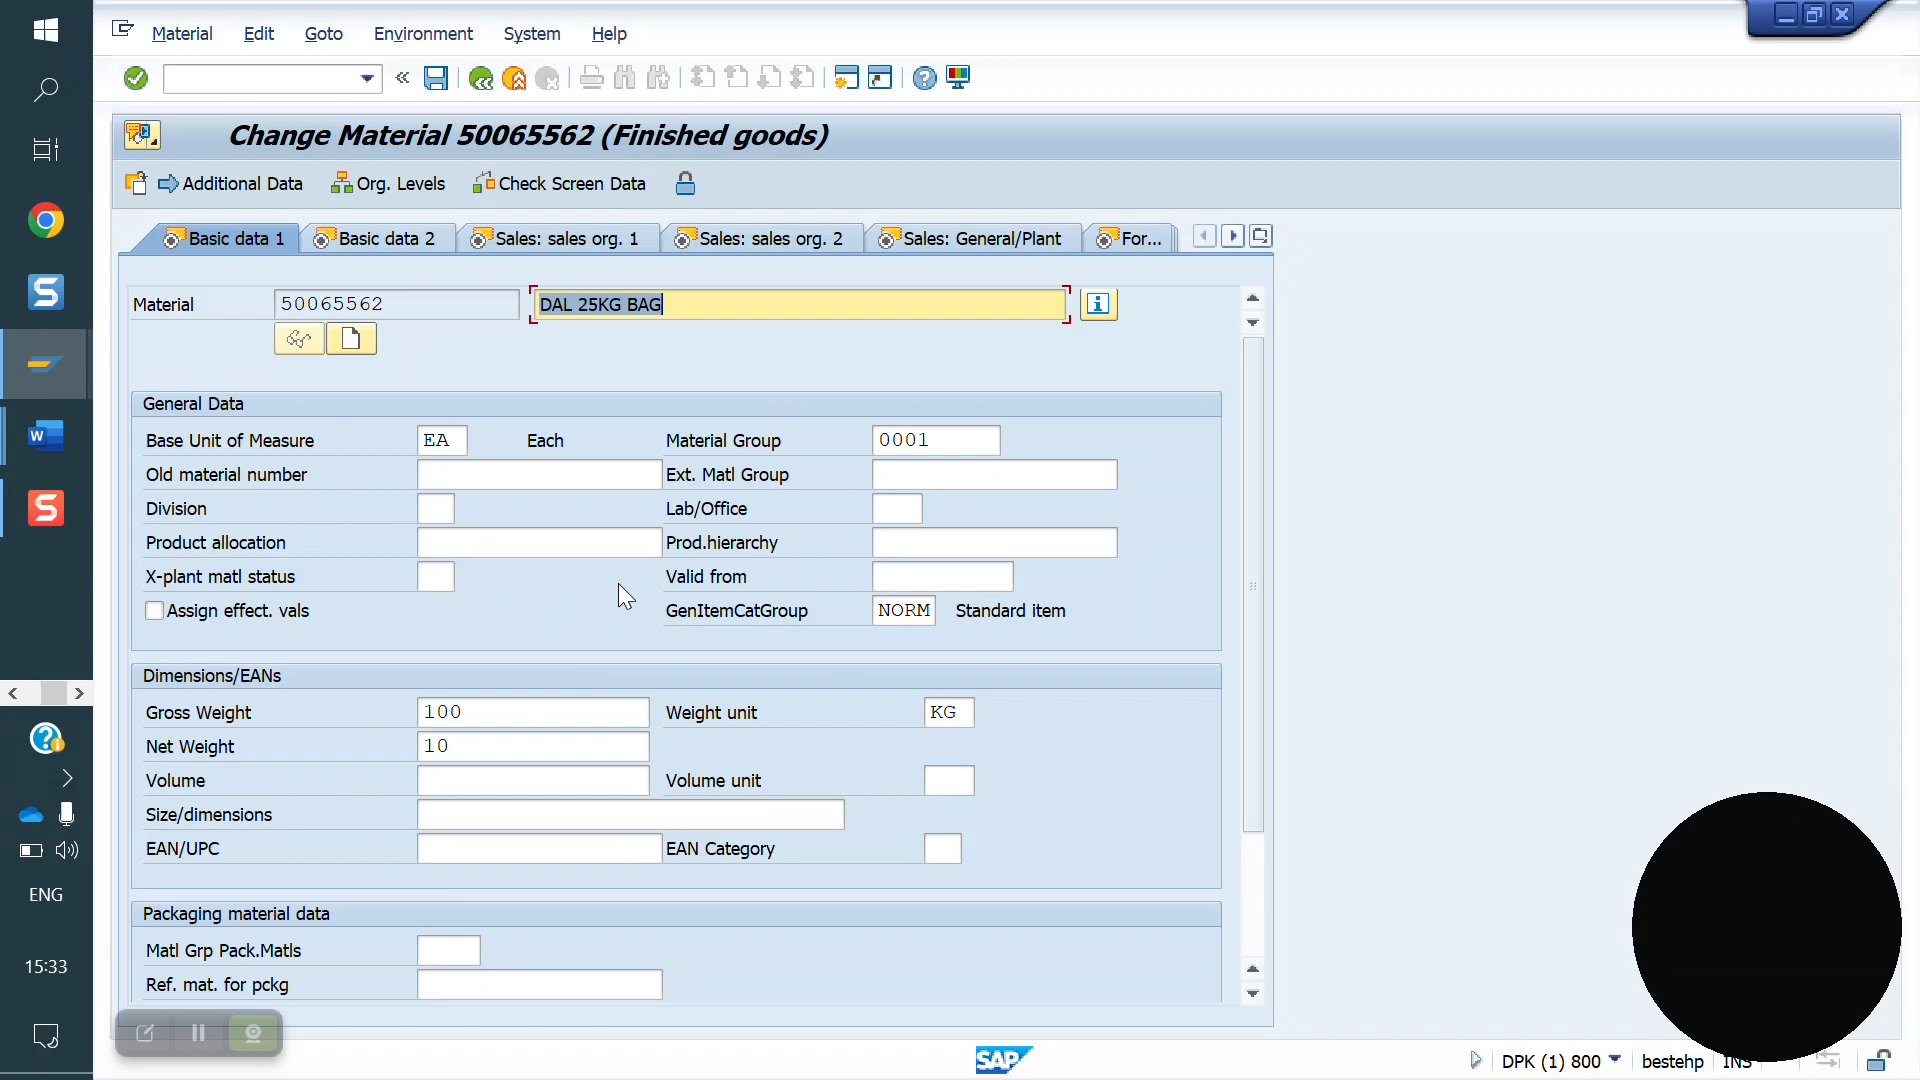 Material Edit Goto Environment System Help
Change Material 50065562 (Finished goods)
Additional Data Org. Levels Check Screen Data
Basic data 1 Basic data 2 Sales: sales org. 1 Sales: sales org. 2 Sales: General/Plant For...
Material 50065562 DAL 25KG BAG
General Data
Base Unit of Measure EA Each Material Group 0001
Old material number Ext. Matl Group
Division Lab/Office
Product allocation Prod.hierarchy
X-plant matl status Valid from
Assign effect. vals GenItemCatGroup NORM Standard item
Dimensions/EANs
Gross Weight 100 Weight unit KG
Net Weight 10
Volume Volume unit
Size/dimensions
EAN/UPC EAN Category
Packaging material data
Matl Grp Pack.Matls
Ref. mat. for pckg
ENG
15:33
SAP
DPK (1) 800 bestehp INS